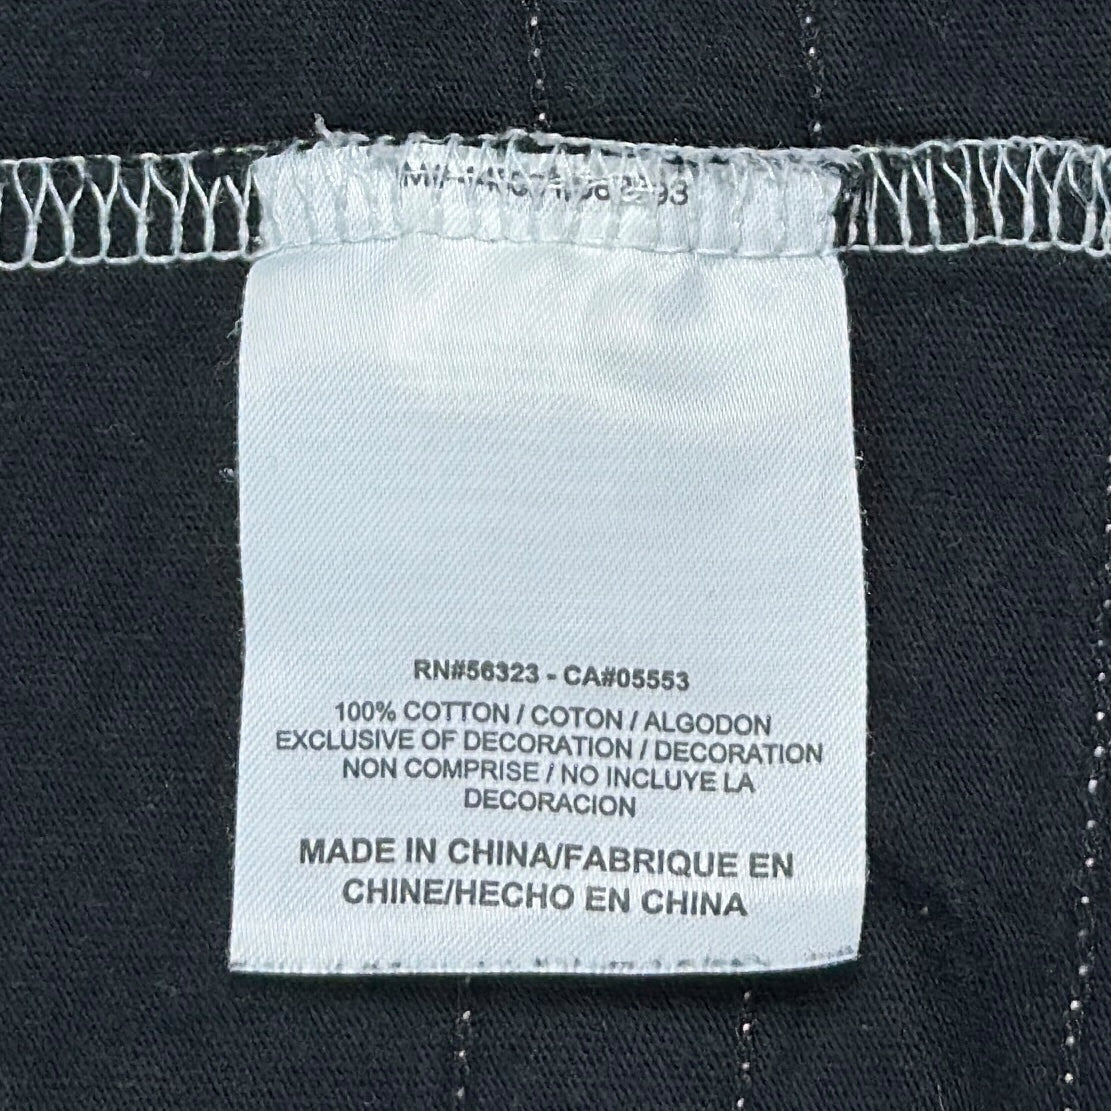 RN#56323 - CA#05553
100% COTTON / COTON / ALGODON
EXCLUSIVE OF DECORATION / DECORATION
NON COMPRISE / NO INCLUYE LA
DECORACION
MADE IN CHINA/FABRIQUE EN
CHINE/HECHO EN CHINA